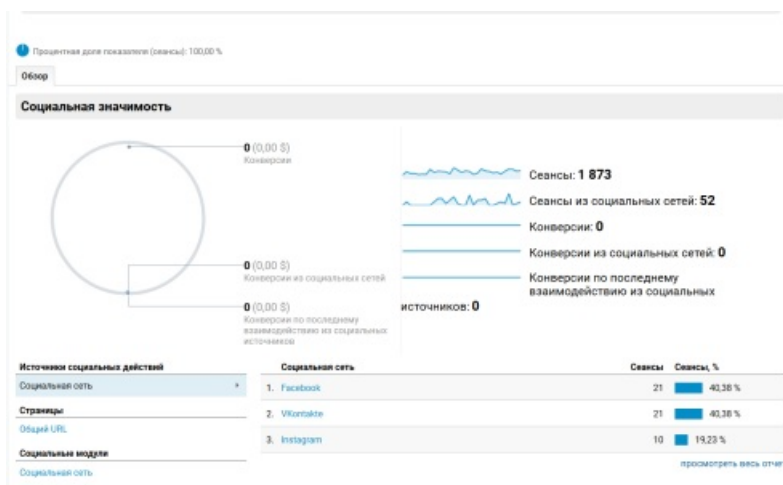 Процентная доля показателя (сеансы): 100,00 %
Обзор
Социальная значимость
0 (0,00 $)
Конверсии
0 (0,00 $)
Конверсии из социальных сетей
0 (0,00 $)
Конверсии по последнему
взаимодействию из социальных
источников
Сеансы: 1 873
Сеансы из социальных сетей: 52
Конверсии: 0
Конверсии из социальных сетей: 0
Конверсии по последнему
взаимодействию из социальных
источников: 0
Источники социальных действий
Социальная сеть
Страницы
Общий URL
Социальные модули
Социальная сеть
Социальная сеть Сеансы Сеансы, %
1. Facebook 21 40,38 %
2. VKontakte 21 40,38 %
3. Instagram 10 19,23 %
просмотреть весь отче